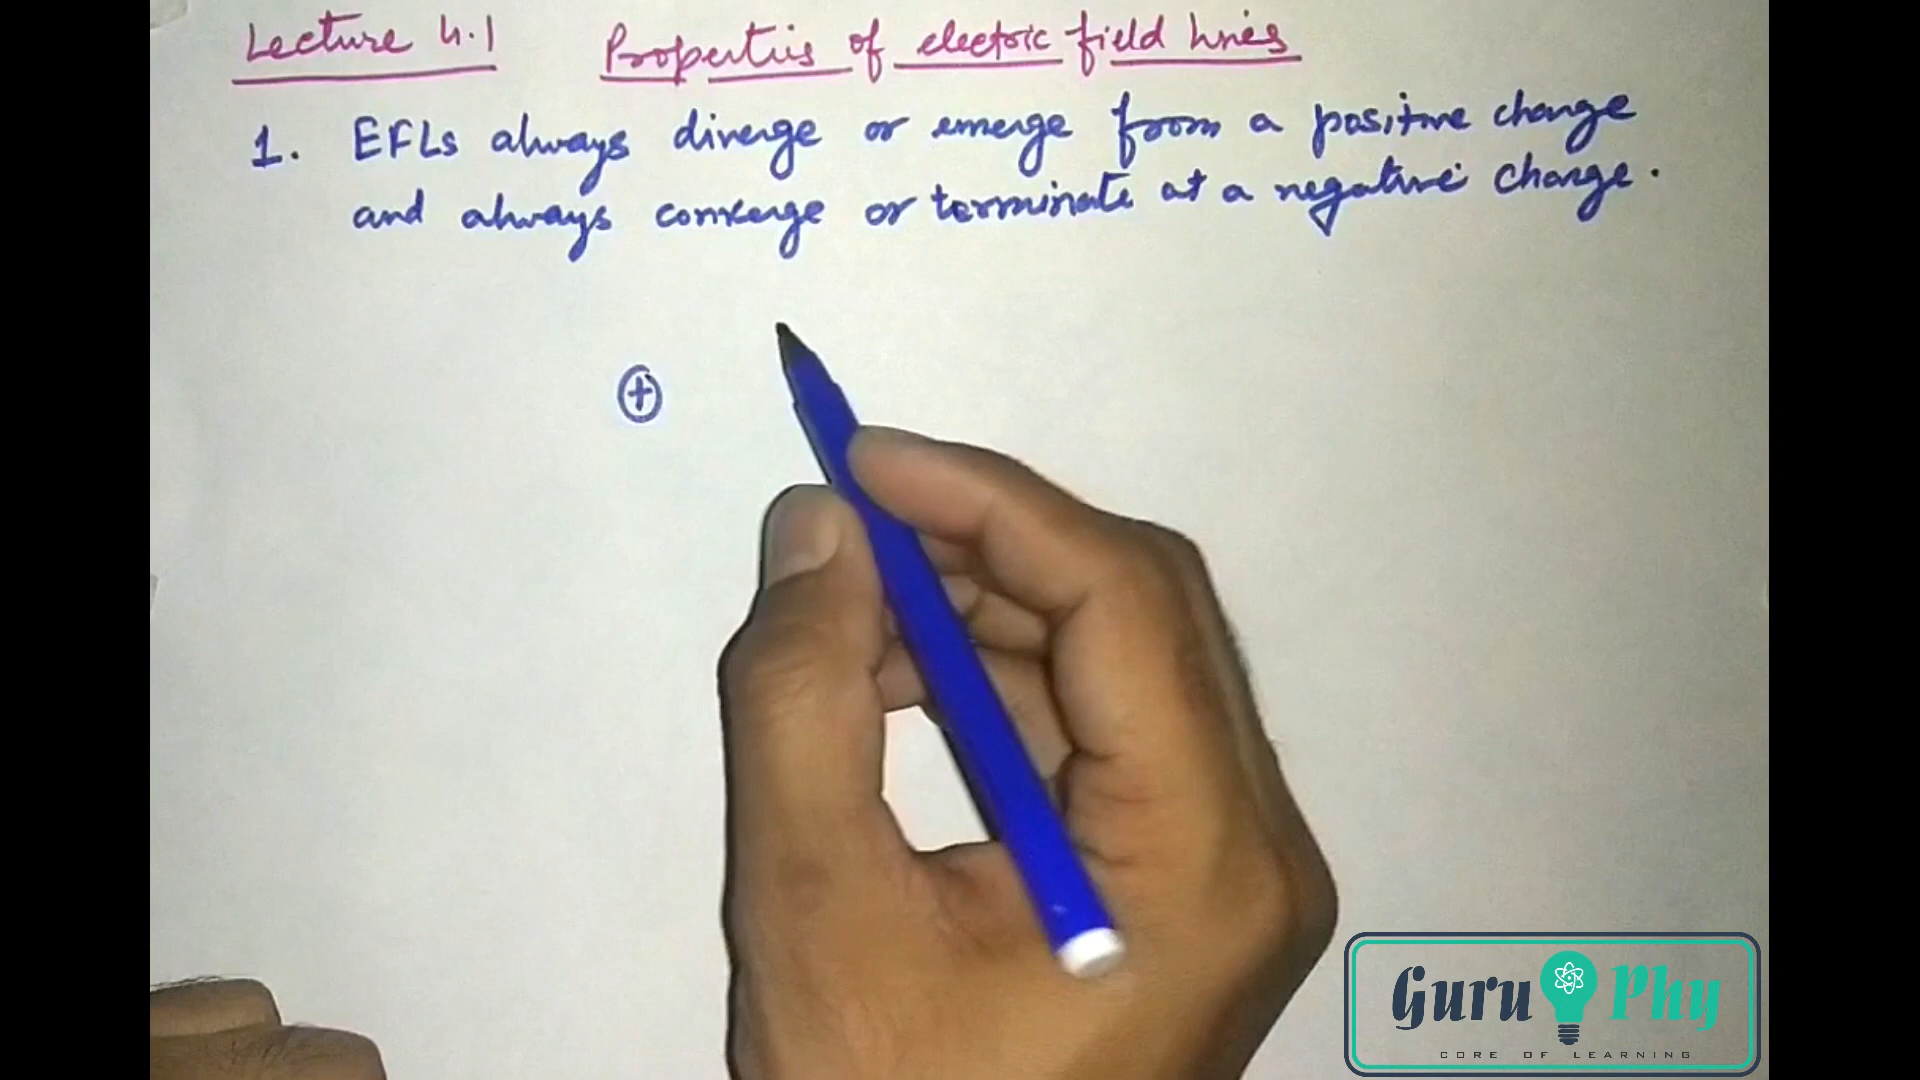 Lecture 4.1 Properties of electric field lines
1. EFLs always diverge or emerge from a positive charge
and always converge or terminate at a negative charge.
+
Guru Phy
CORE OF LEARNING